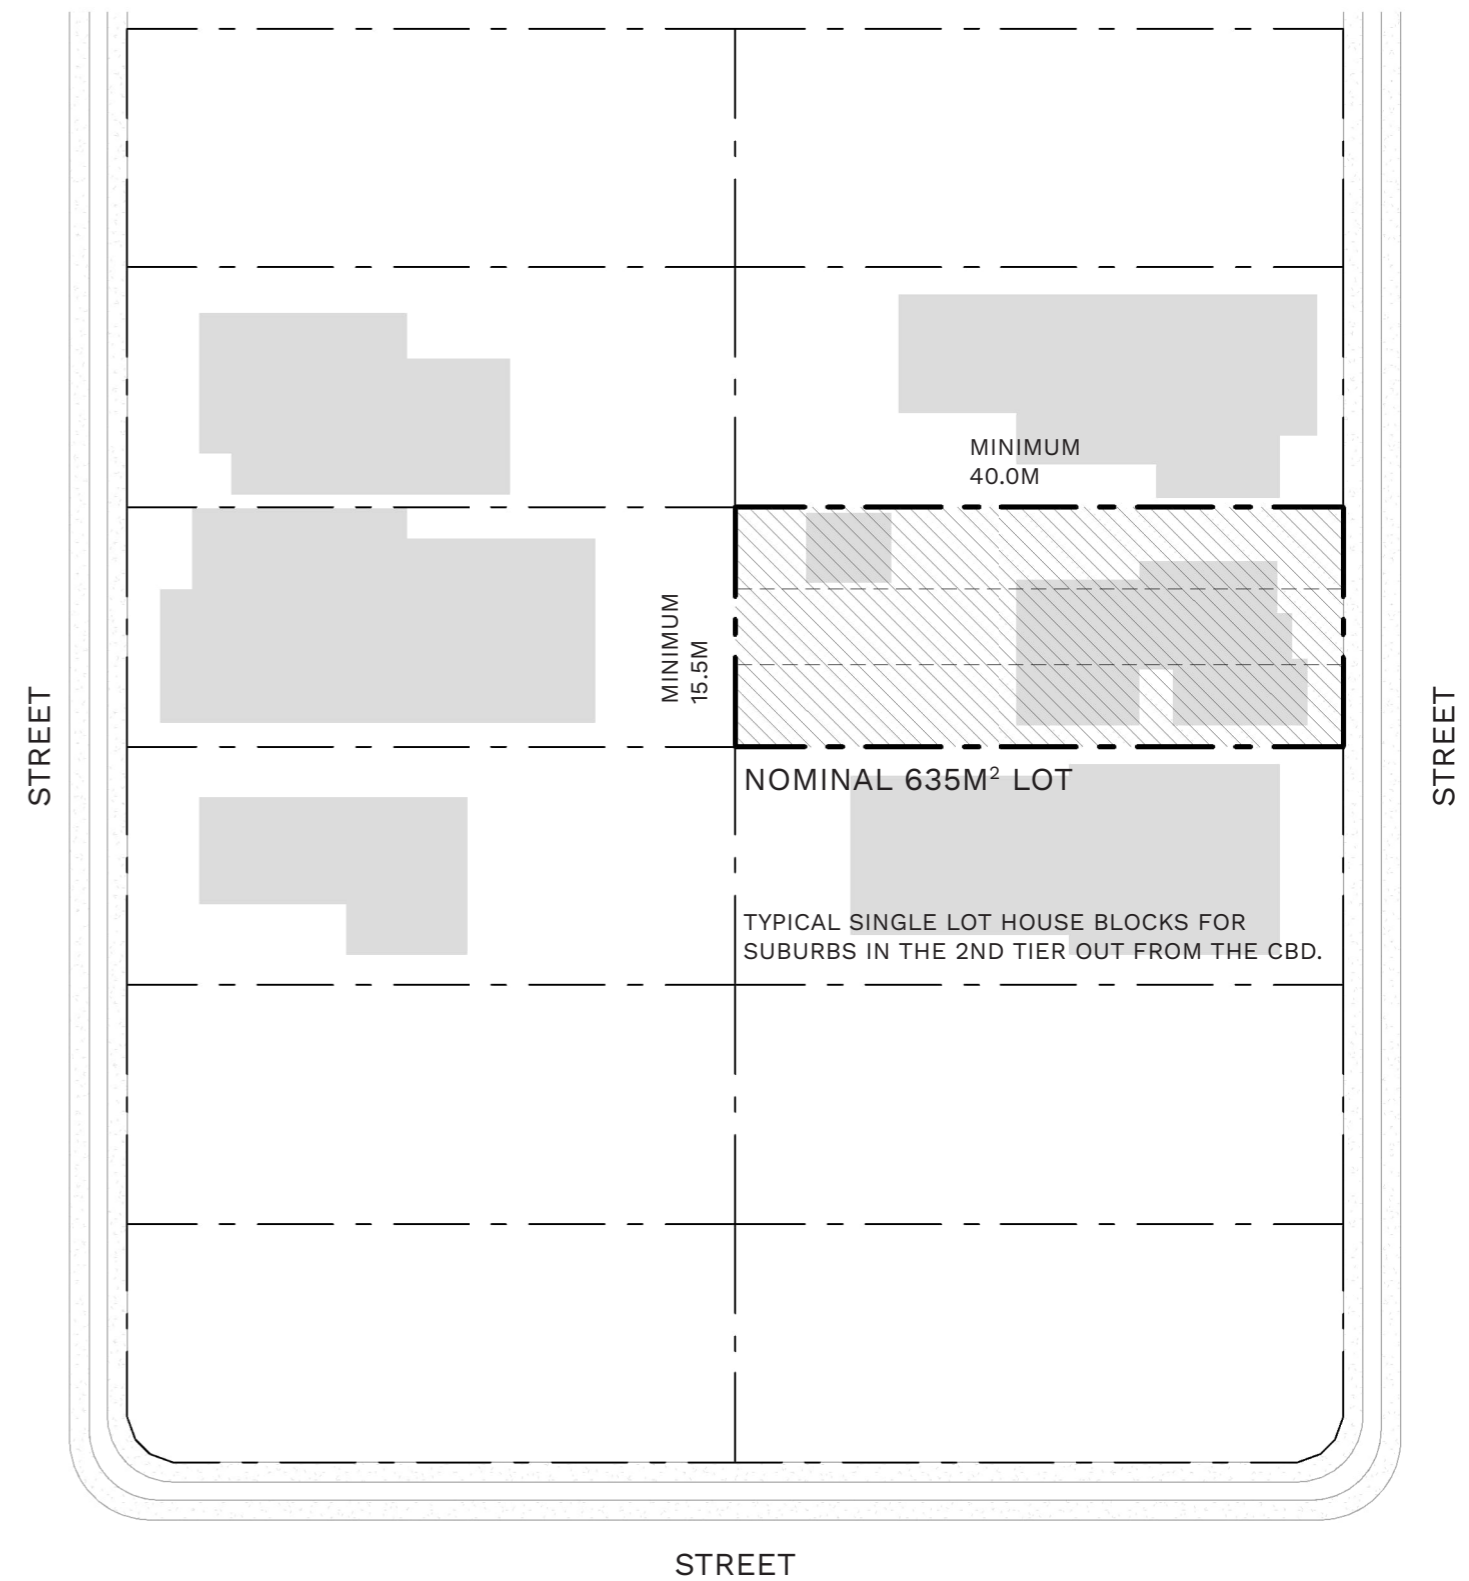 MINIMUM
40.0M
MINIMUM
15.5M
STREET
STREET
NOMINAL 635M² LOT
TYPICAL SINGLE LOT HOUSE BLOCKS FOR
SUBURBS IN THE 2ND TIER OUT FROM THE CBD.
STREET